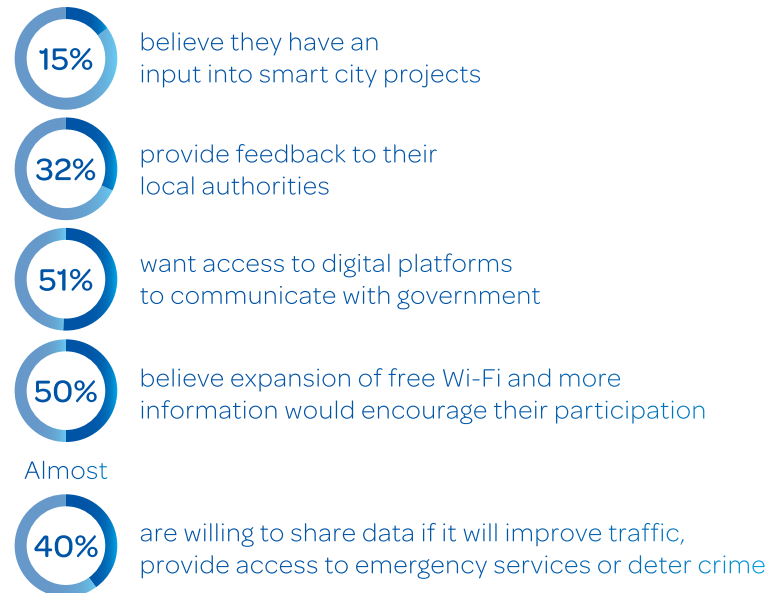 15%
believe they have an
input into smart city projects
32%
provide feedback to their
local authorities
51%
want access to digital platforms
to communicate with government
50%
believe expansion of free Wi-Fi and more
information would encourage their participation
Almost
40%
are willing to share data if it will improve traffic,
provide access to emergency services or deter crime